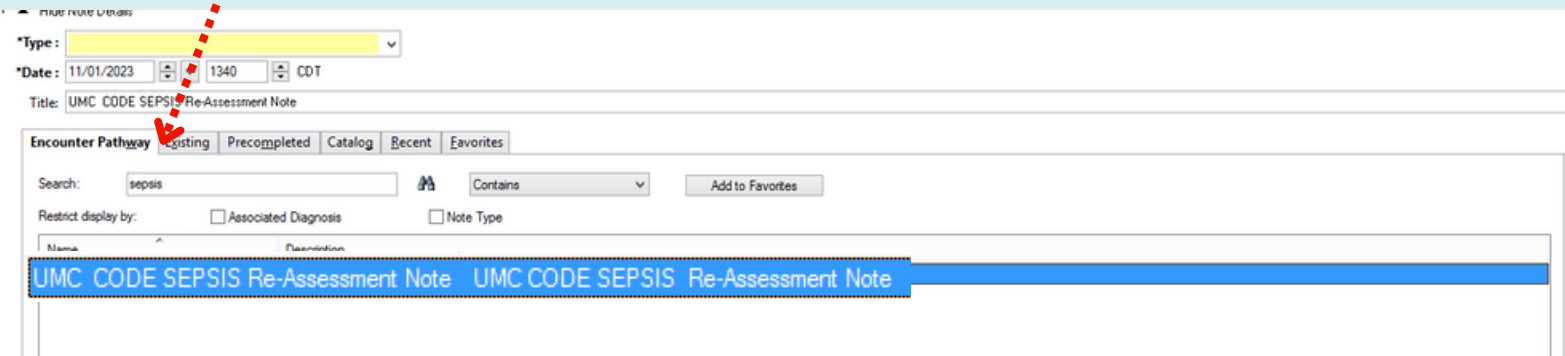 Hide Note Details
*Type :
*Date : 11/01/2023 1340 CDT
Title: UMC CODE SEPSIS Re-Assessment Note
Encounter Pathway Existing Precompleted Catalog Recent Favorites
Search: sepsis Contains Add to Favorites
Restrict display by: Associated Diagnosis Note Type
Name Description
UMC CODE SEPSIS Re-Assessment Note UMC CODE SEPSIS Re-Assessment Note